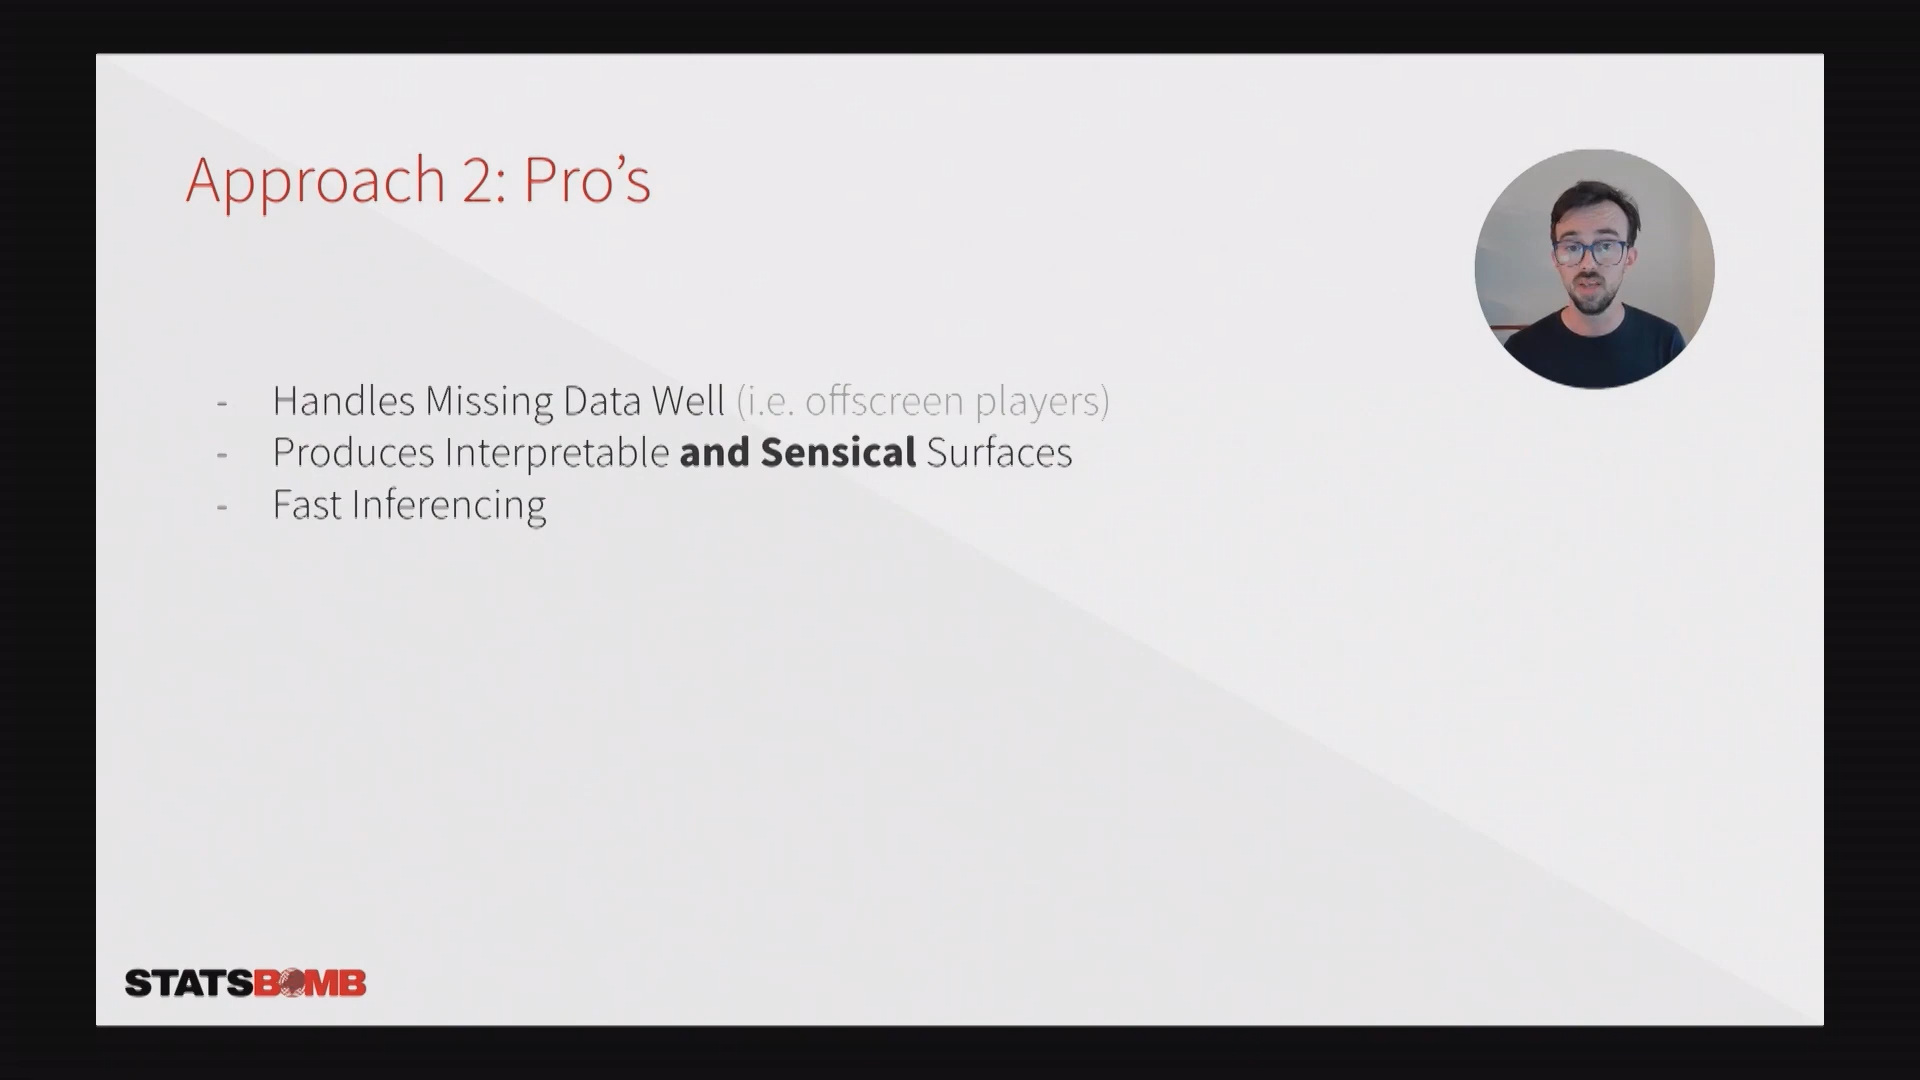 Approach 2: Pro's
- Handles Missing Data Well (i.e. offscreen players)
- Produces Interpretable and Sensical Surfaces
- Fast Inferencing
STATSBOMB